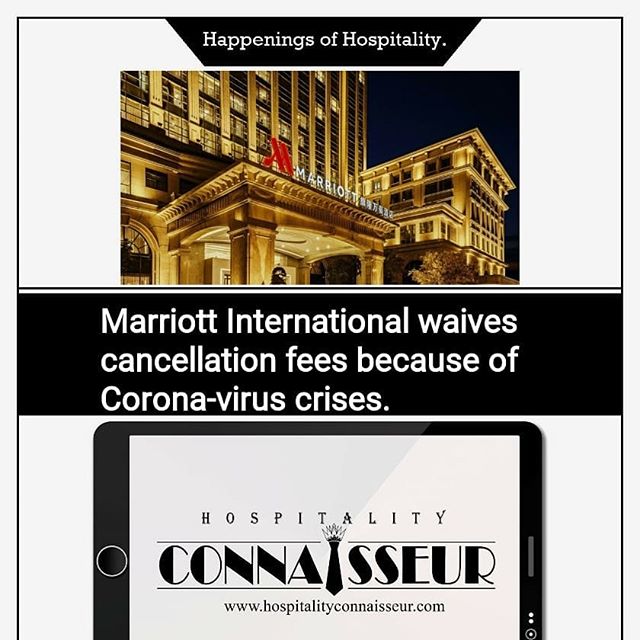 Happenings of Hospitality.
MARRIOTT
Marriott International waives
cancellation fees because of
Corona-virus crises.
HOSPITALITY
CONNAISSEUR
www.hospitalityconnaisseur.com